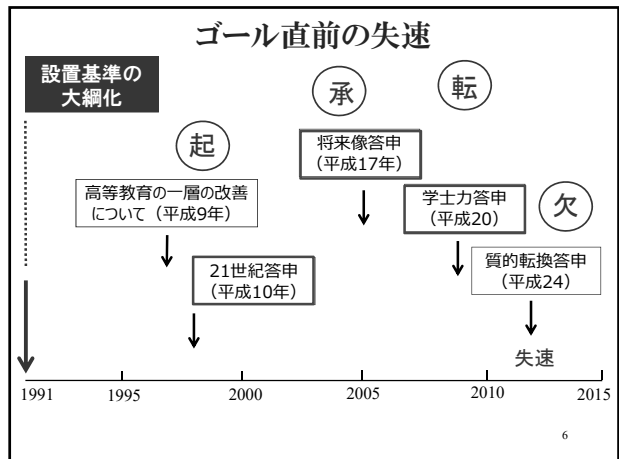 ゴール直前の失速
設置基準の
大綱化
起
承
転
欠
高等教育の一層の改善
について（平成9年）
21世紀答申
（平成10年）
将来像答申
（平成17年）
学士力答申
（平成20）
質的転換答申
（平成24）
失速
1991
1995
2000
2005
2010
2015
6